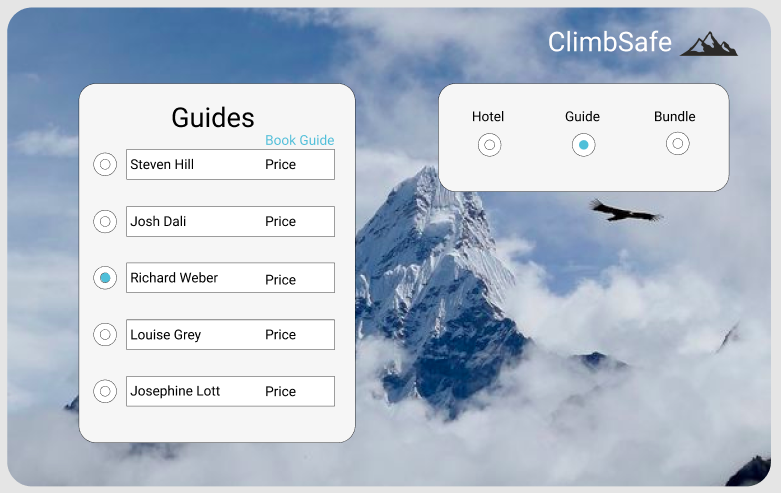 ClimbSafe
Guides
Book Guide
Steven Hill Price
Josh Dali Price
Richard Weber Price
Louise Grey Price
Josephine Lott Price
Hotel Guide Bundle